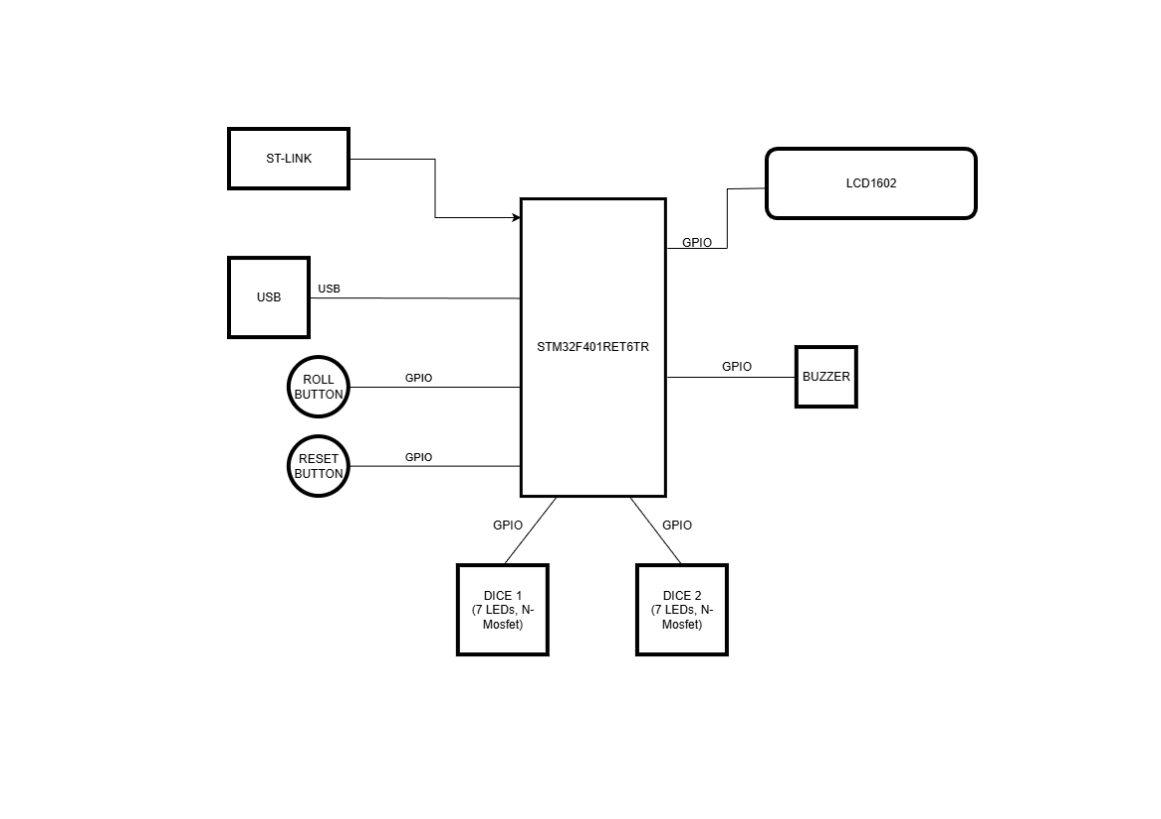 ST-LINK
LCD1602
GPIO
USB
USB
STM32F401RET6TR
GPIO
BUZZER
ROLL
BUTTON
GPIO
RESET
BUTTON
GPIO
GPIO
GPIO
DICE 1
(7 LEDs, N-
Mosfet)
DICE 2
(7 LEDs, N-
Mosfet)